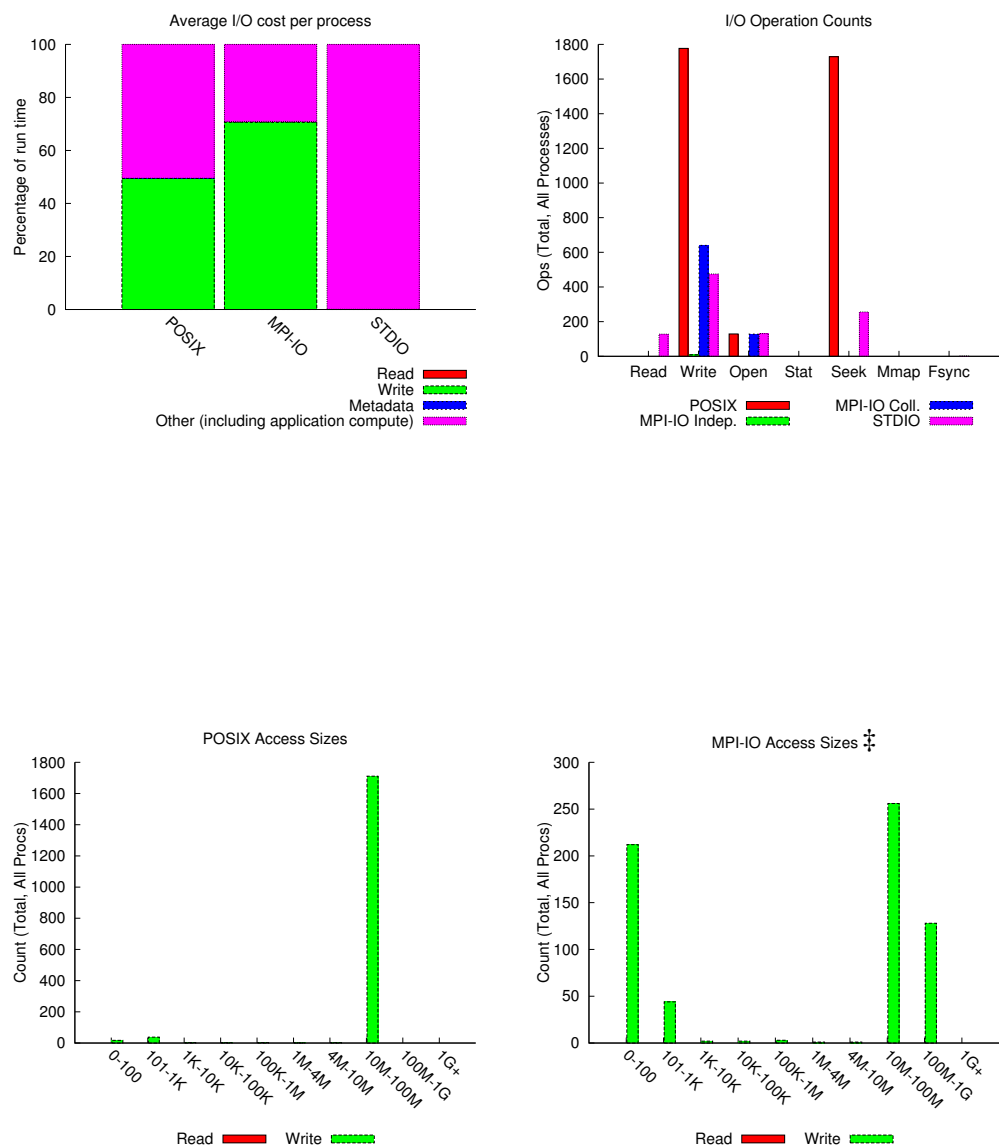 Average I/O cost per process
100
80
60
40
20
0
Percentage of run time
POSIX
MPI-IO
STDIO
Read
Write
Metadata
Other (including application compute)
I/O Operation Counts
1800
1600
1400
1200
1000
800
600
400
200
0
Ops (Total, All Processes)
Read Write Open Stat Seek Mmap Fsync
POSIX MPI-IO Coll.
MPI-IO Indep. STDIO
POSIX Access Sizes
1800
1600
1400
1200
1000
800
600
400
200
0
Count (Total, All Procs)
0-100
101-1K
1K-10K
10K-100K
100K-1M
1M-4M
4M-10M
10M-100M
100M-1G
1G+
Read Write
MPI-IO Access Sizes ‡
300
250
200
150
100
50
0
Count (Total, All Procs)
0-100
101-1K
1K-10K
10K-100K
100K-1M
1M-4M
4M-10M
10M-100M
100M-1G
1G+
Read Write